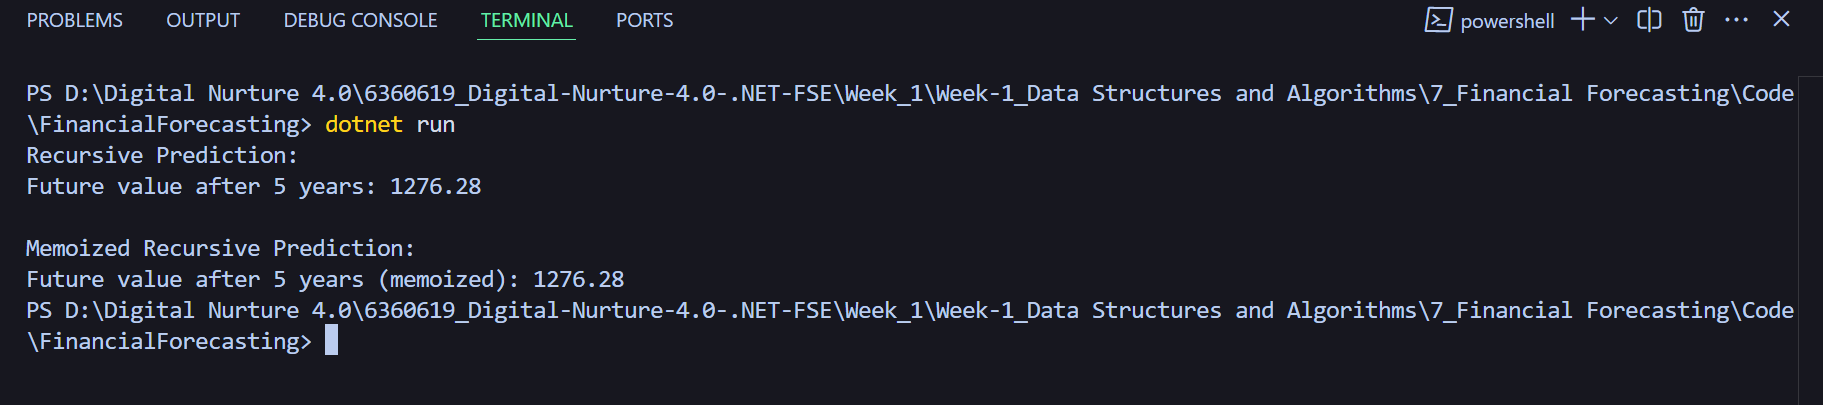 PROBLEMS OUTPUT DEBUG CONSOLE TERMINAL PORTS powershell
PS D:\Digital Nurture 4.0\6360619_Digital-Nurture-4.0-.NET-FSE\Week_1\Week-1_Data Structures and Algorithms\7_Financial Forecasting\Code
\FinancialForecasting> dotnet run
Recursive Prediction:
Future value after 5 years: 1276.28
Memoized Recursive Prediction:
Future value after 5 years (memoized): 1276.28
PS D:\Digital Nurture 4.0\6360619_Digital-Nurture-4.0-.NET-FSE\Week_1\Week-1_Data Structures and Algorithms\7_Financial Forecasting\Code
\FinancialForecasting>